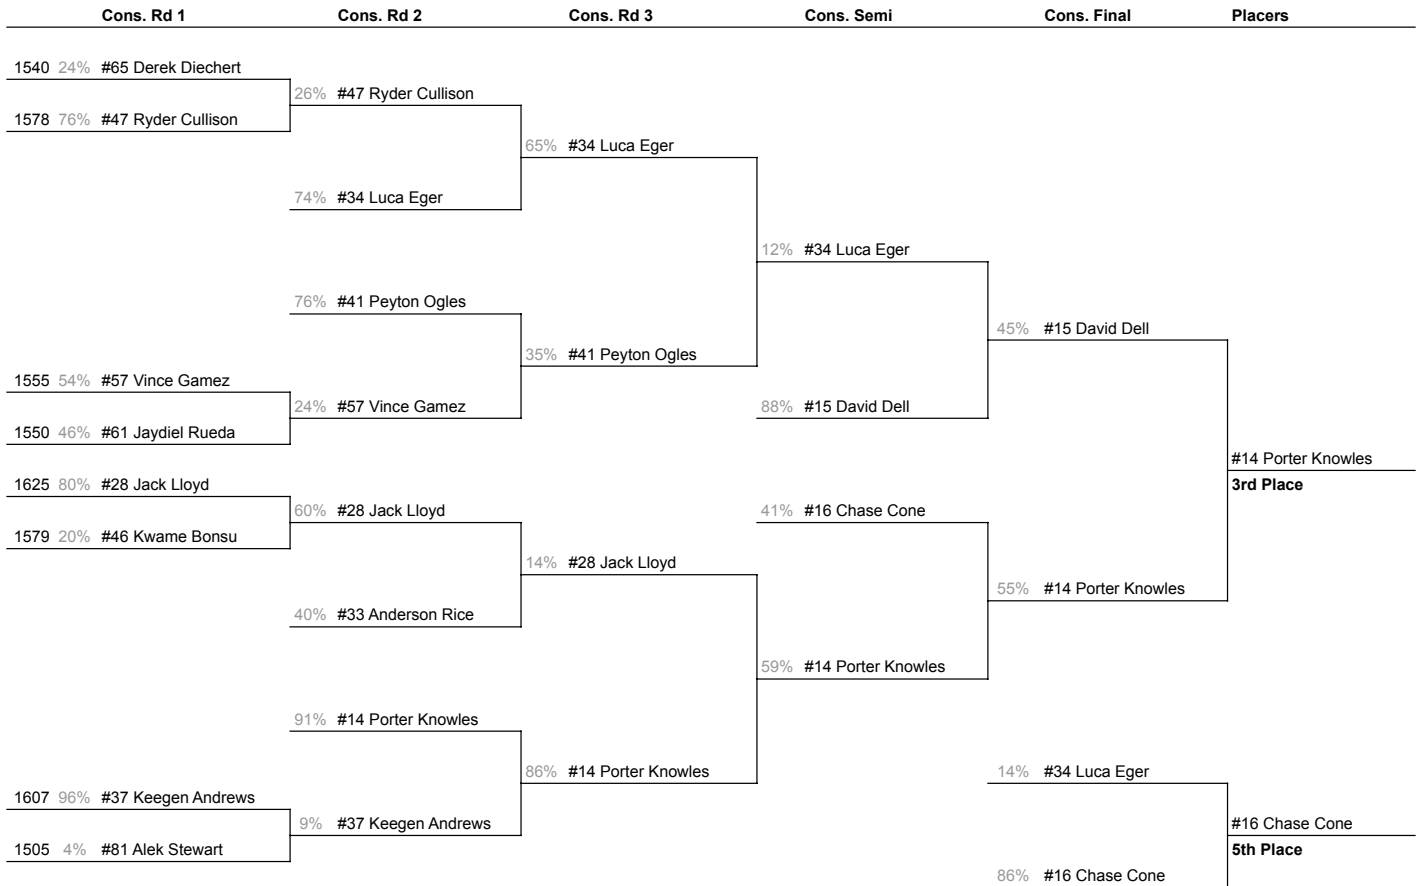 Cons. Rd 1 Cons. Rd 2 Cons. Rd 3 Cons. Semi Cons. Final Placers
1540 24% #65 Derek Diechert
26% #47 Ryder Cullison
1578 76% #47 Ryder Cullison
65% #34 Luca Eger
74% #34 Luca Eger
12% #34 Luca Eger
76% #41 Peyton Ogles
45% #15 David Dell
35% #41 Peyton Ogles
1555 54% #57 Vince Gamez
24% #57 Vince Gamez
88% #15 David Dell
1550 46% #61 Jaydiel Rueda
#14 Porter Knowles
3rd Place
1625 80% #28 Jack Lloyd
60% #28 Jack Lloyd
41% #16 Chase Cone
1579 20% #46 Kwame Bonsu
14% #28 Jack Lloyd
55% #14 Porter Knowles
40% #33 Anderson Rice
59% #14 Porter Knowles
91% #14 Porter Knowles
86% #14 Porter Knowles
14% #34 Luca Eger
1607 96% #37 Keegen Andrews
9% #37 Keegen Andrews
#16 Chase Cone
1505 4% #81 Alek Stewart
5th Place
86% #16 Chase Cone